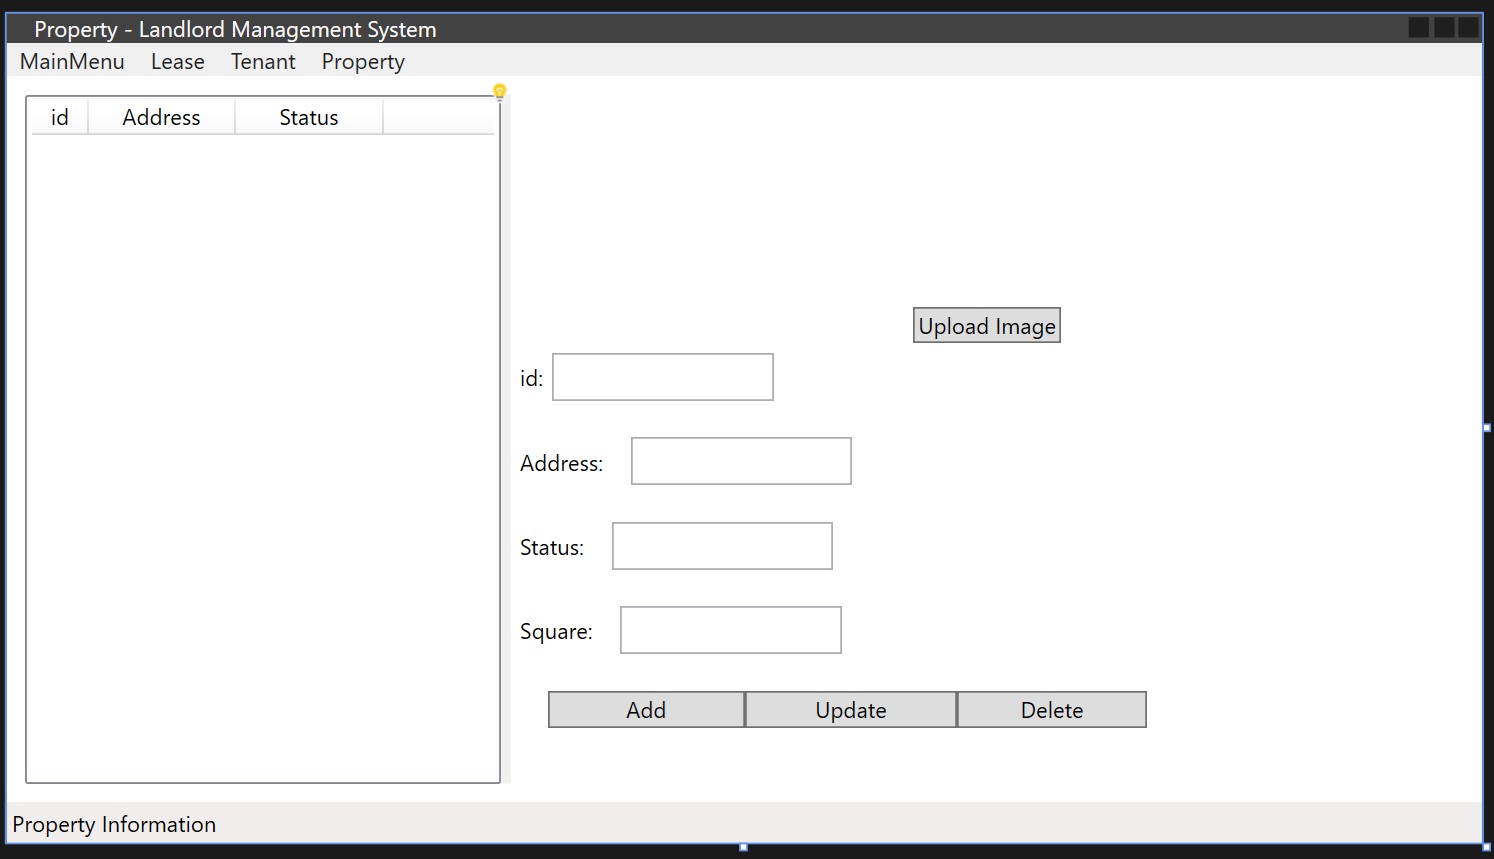 Property - Landlord Management System
MainMenu Lease Tenant Property
id Address Status
Upload Image
id:
Address:
Status:
Square:
Add Update Delete
Property Information